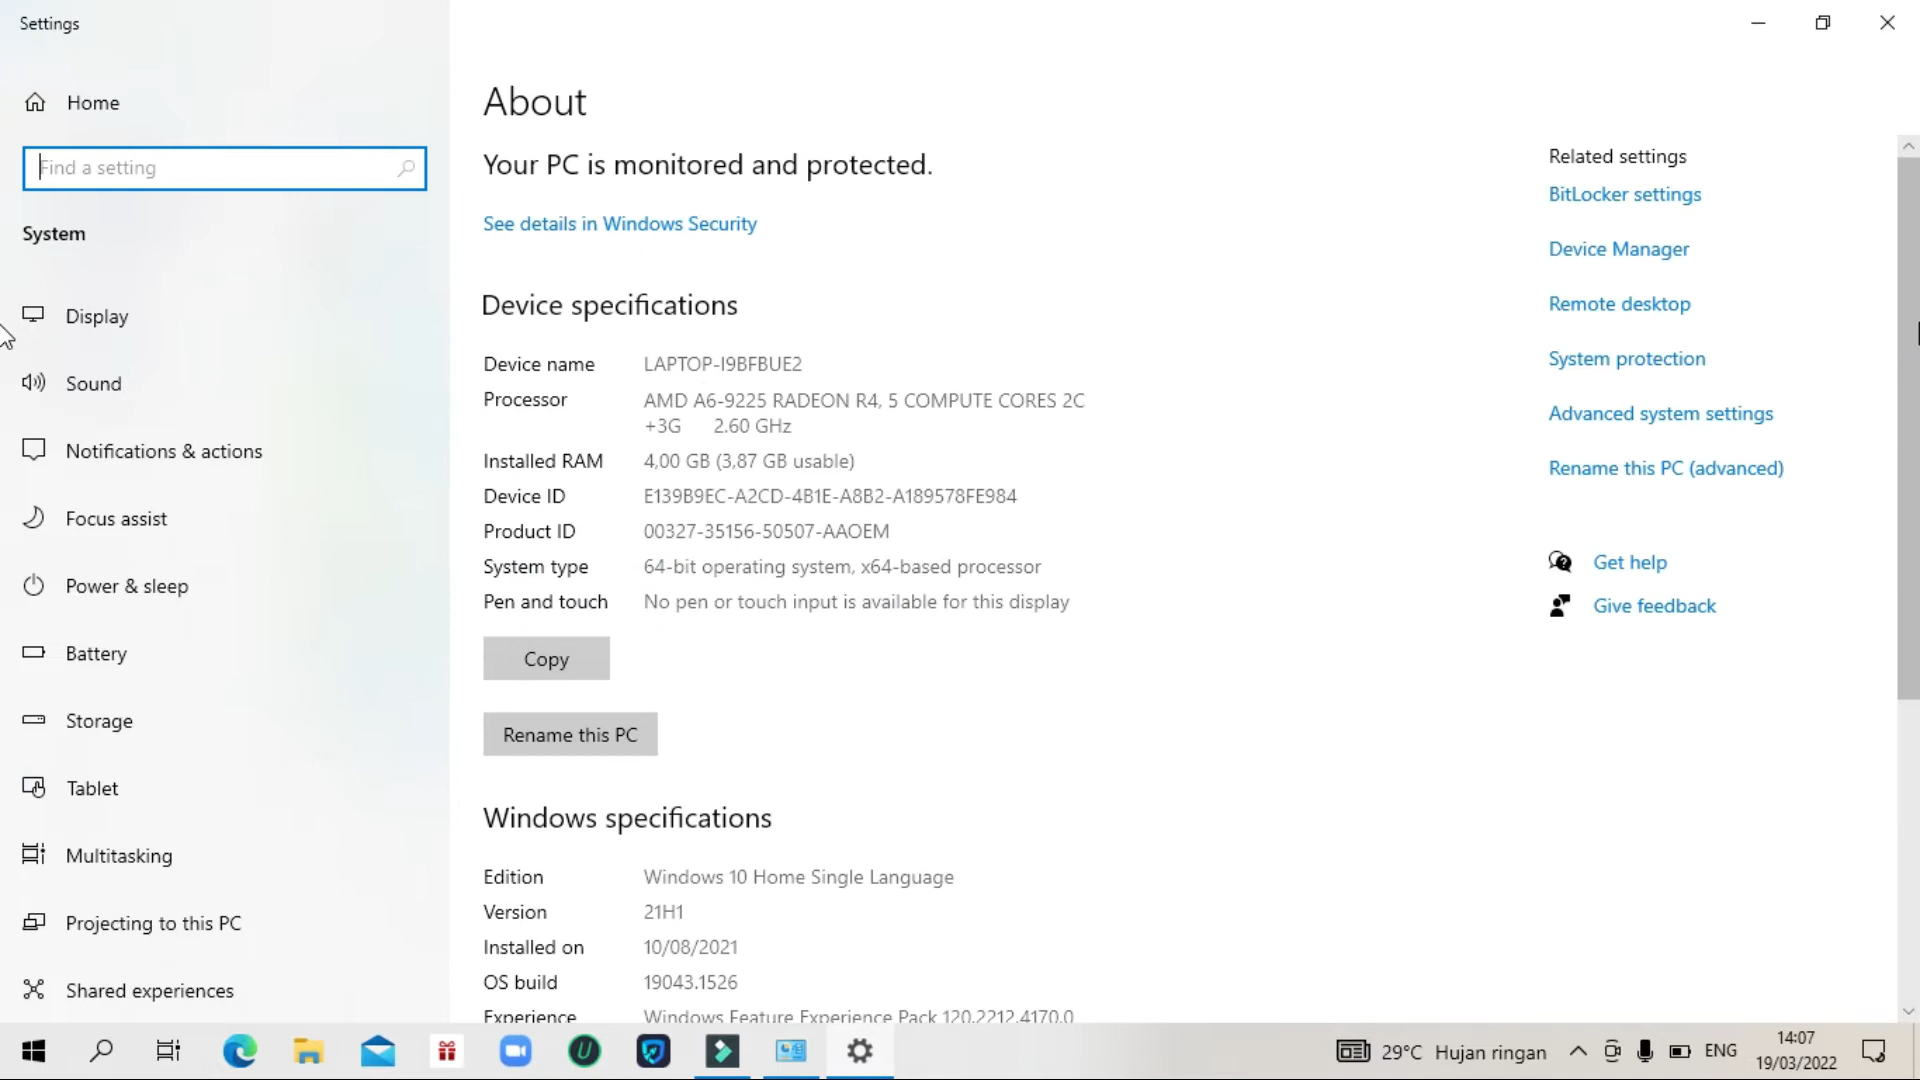 Settings
Home
Find a setting
System
Display
Sound
Notifications & actions
Focus assist
Power & sleep
Battery
Storage
Tablet
Multitasking
Projecting to this PC
Shared experiences
About
Your PC is monitored and protected.
See details in Windows Security
Device specifications
Device name LAPTOP-I9BFBUE2
Processor AMD A6-9225 RADEON R4, 5 COMPUTE CORES 2C
+3G 2.60 GHz
Installed RAM 4,00 GB (3,87 GB usable)
Device ID E139B9EC-A2CD-4B1E-A8B2-A189578FE984
Product ID 00327-35156-50507-AAOEM
System type 64-bit operating system, x64-based processor
Pen and touch No pen or touch input is available for this display
Copy
Rename this PC
Windows specifications
Edition Windows 10 Home Single Language
Version 21H1
Installed on 10/08/2021
OS build 19043.1526
Experience Windows Feature Experience Pack 120.2212.4170.0
Related settings
BitLocker settings
Device Manager
Remote desktop
System protection
Advanced system settings
Rename this PC (advanced)
Get help
Give feedback
29°C Hujan ringan
ENG
14:07
19/03/2022